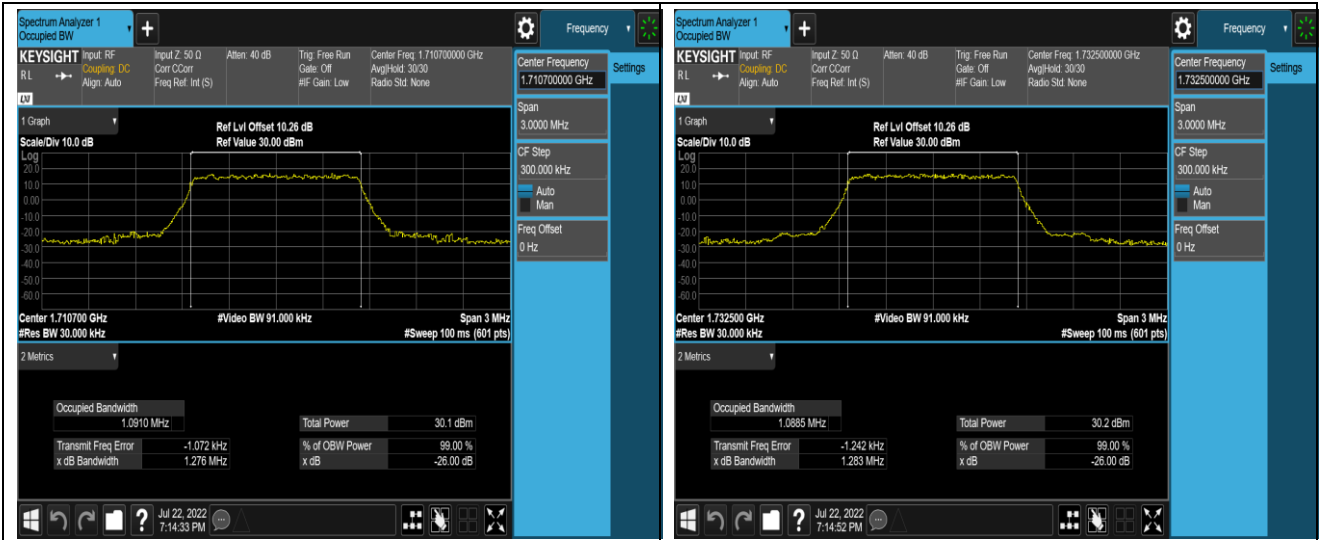 Spectrum Analyzer 1
Occupied BW
+
Frequency
KEYSIGHT
Input: RF
Input Z: 50 Ω
Atten: 40 dB
Trig: Free Run
Center Freq: 1.710700000 GHz
RL
Coupling: DC
Corr CCorr
Gate: Off
Avg|Hold: 30/30
Align: Auto
Freq Ref: Int (S)
#IF Gain: Low
Radio Std: None
LXI
Center Frequency
1.710700000 GHz
Settings
Span
3.0000 MHz
CF Step
300.000 kHz
Auto
Man
Freq Offset
0 Hz
1 Graph
Ref Lvl Offset 10.26 dB
Scale/Div 10.0 dB
Ref Value 30.00 dBm
Log
20.0
10.0
0.00
-10.0
-20.0
-30.0
-40.0
-50.0
-60.0
Center 1.710700 GHz
#Video BW 91.000 kHz
Span 3 MHz
#Res BW 30.000 kHz
#Sweep 100 ms (601 pts)
2 Metrics
Occupied Bandwidth
1.0910 MHz
Total Power 30.1 dBm
Transmit Freq Error -1.072 kHz
% of OBW Power 99.00 %
x dB Bandwidth 1.276 MHz
x dB -26.00 dB
?
Jul 22, 2022
7:14:33 PM
Spectrum Analyzer 1
Occupied BW
+
Frequency
KEYSIGHT
Input: RF
Input Z: 50 Ω
Atten: 40 dB
Trig: Free Run
Center Freq: 1.732500000 GHz
RL
Coupling: DC
Corr CCorr
Gate: Off
Avg|Hold: 30/30
Align: Auto
Freq Ref: Int (S)
#IF Gain: Low
Radio Std: None
LXI
Center Frequency
1.732500000 GHz
Settings
Span
3.0000 MHz
CF Step
300.000 kHz
Auto
Man
Freq Offset
0 Hz
1 Graph
Ref Lvl Offset 10.26 dB
Scale/Div 10.0 dB
Ref Value 30.00 dBm
Log
20.0
10.0
0.00
-10.0
-20.0
-30.0
-40.0
-50.0
-60.0
Center 1.732500 GHz
#Video BW 91.000 kHz
Span 3 MHz
#Res BW 30.000 kHz
#Sweep 100 ms (601 pts)
2 Metrics
Occupied Bandwidth
1.0885 MHz
Total Power 30.2 dBm
Transmit Freq Error -1.242 kHz
% of OBW Power 99.00 %
x dB Bandwidth 1.283 MHz
x dB -26.00 dB
?
Jul 22, 2022
7:14:52 PM